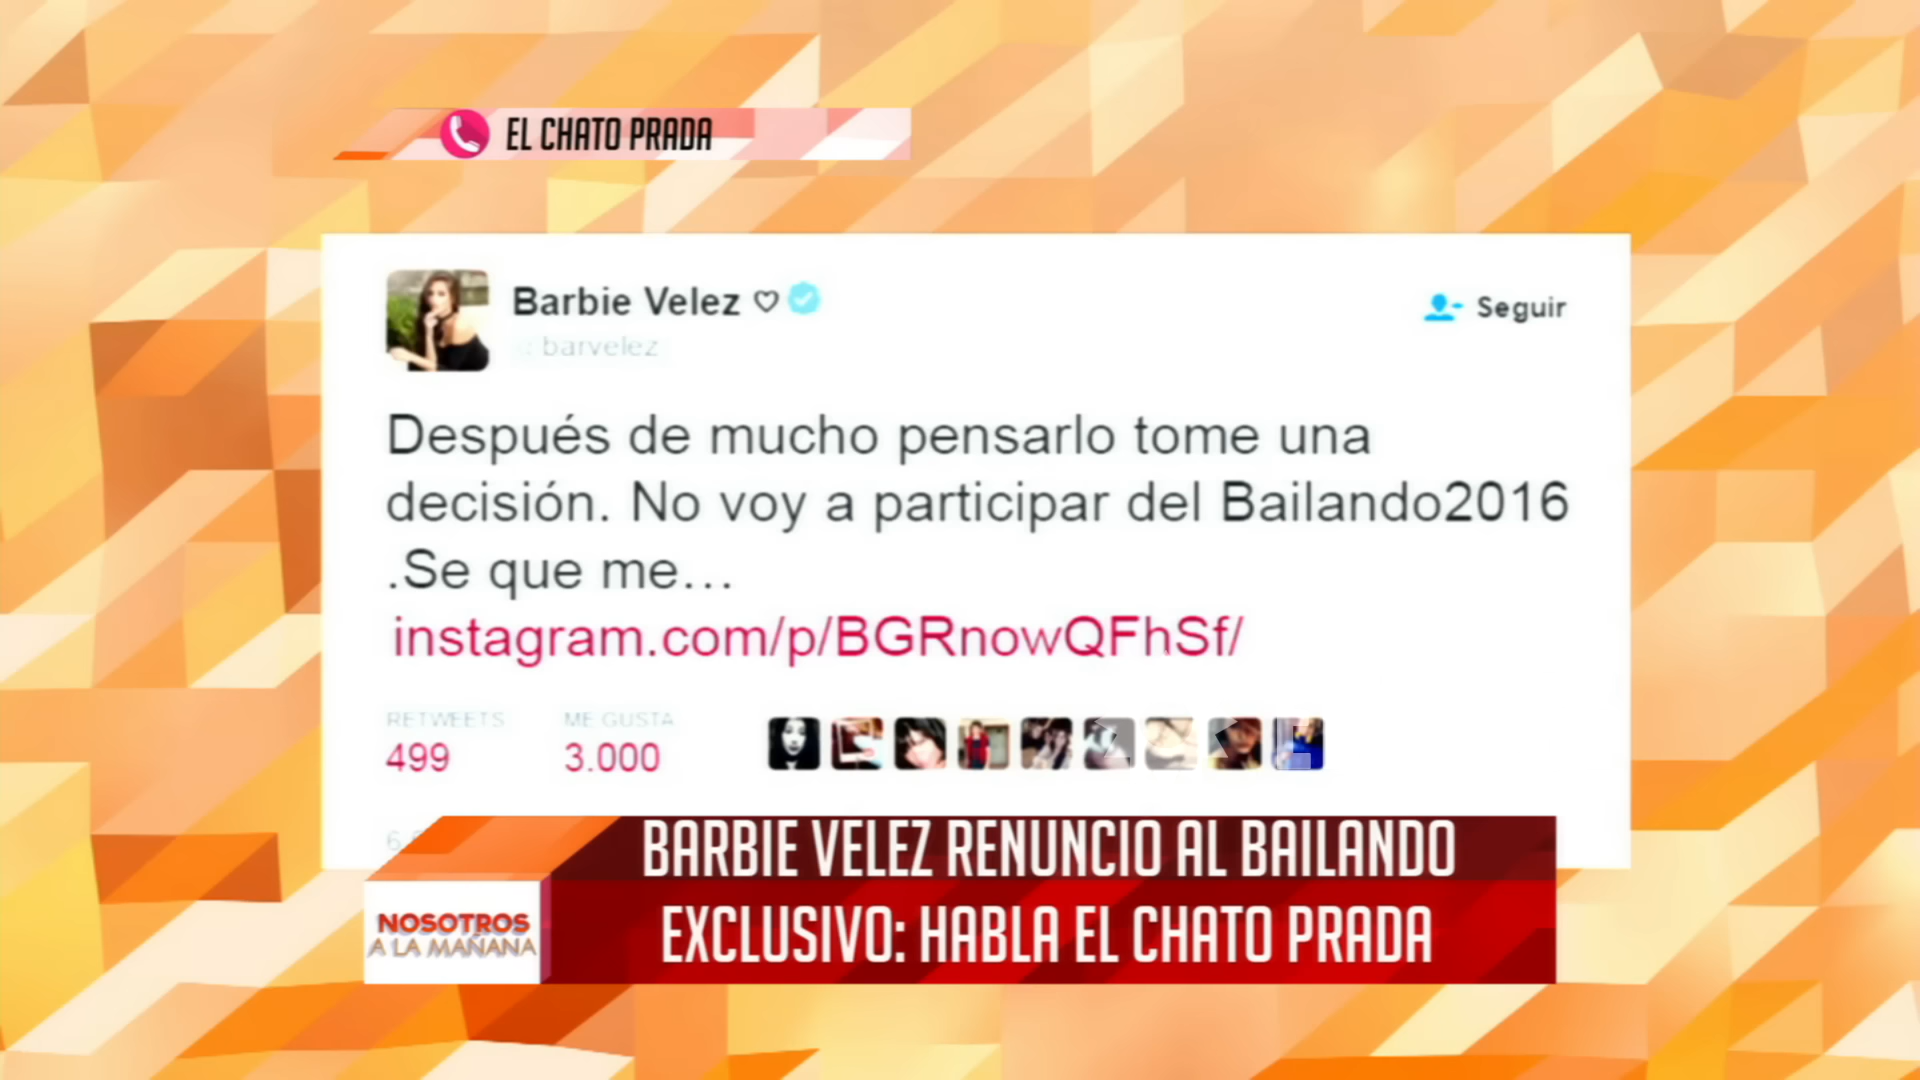 EL CHATO PRADA
Barbie Velez ♡
barvelez
Seguir
Después de mucho pensarlo tome una
decisión. No voy a participar del Bailando2016
.Se que me...
instagram.com/p/BGRnowQFhSf/
RETWEETS
499
ME GUSTA
3.000
BARBIE VELEZ RENUNCIO AL BAILANDO
EXCLUSIVO: HABLA EL CHATO PRADA
NOSOTROS
A LA MAÑANA